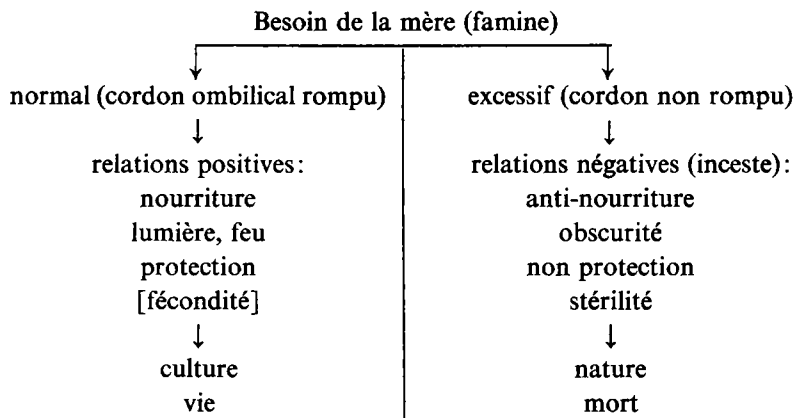 Besoin de la mère (famine)
normal (cordon ombilical rompu)
relations positives:
nourriture
lumière, feu
protection
[fécondité]
culture
vie
excessif (cordon non rompu)
relations négatives (inceste):
anti-nourriture
obscurité
non protection
stérilité
nature
mort